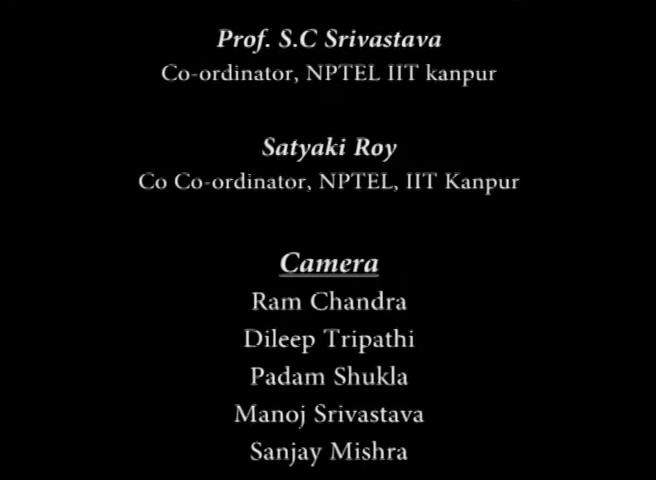 Prof. S.C Srivastava
Co-ordinator, NPTEL IIT kanpur
Satyaki Roy
Co Co-ordinator, NPTEL, IIT Kanpur
Camera
Ram Chandra
Dileep Tripathi
Padam Shukla
Manoj Srivastava
Sanjay Mishra